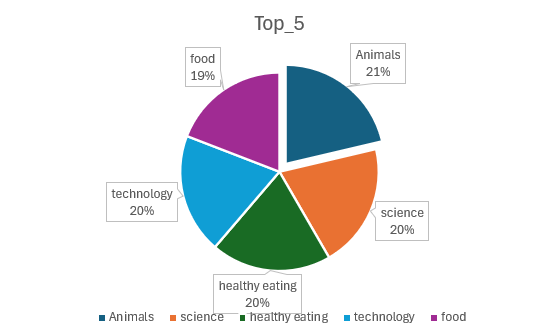 Top_5
food
19%
Animals
21%
technology
20%
science
20%
healthy eating
20%
Animals science healthy eating technology food